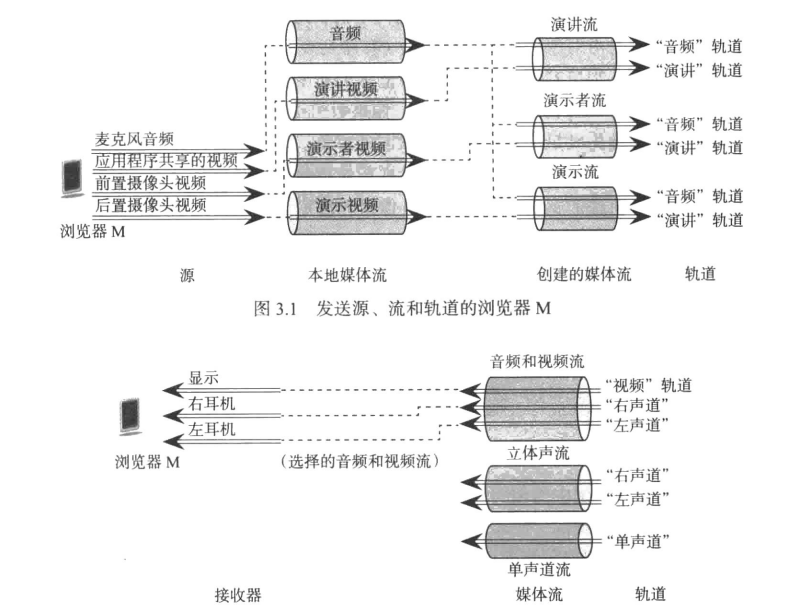 音频
演讲视频
演示者视频
演示视频
麦克风音频
应用程序共享的视频
前置摄像头视频
后置摄像头视频
浏览器 M
演讲流
“音频”轨道
“演讲”轨道
演示者流
“音频”轨道
“演讲”轨道
演示流
“音频”轨道
“演讲”轨道
源
本地媒体流
创建的媒体流
轨道
图 3.1 发送源、流和轨道的浏览器 M
显示
右耳机
左耳机
浏览器 M
(选择的音频和视频流)
音频和视频流
“视频”轨道
“右声道”
“左声道”
立体声流
“右声道”
“左声道”
“单声道”
单声道流
接收器
媒体流
轨道